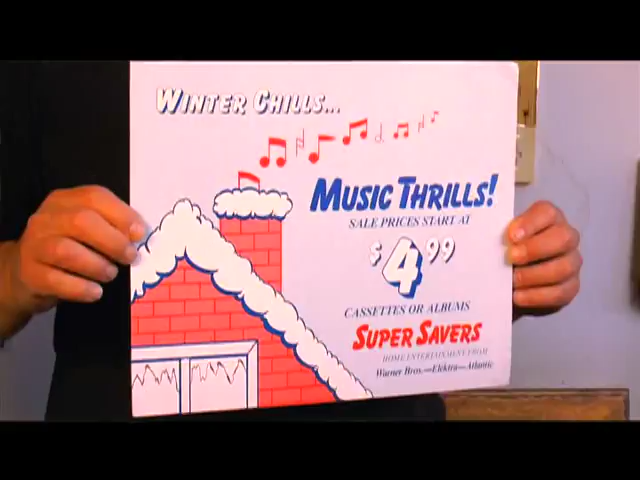 WINTER CHILLS...
MUSIC THRILLS!
SALE PRICES START AT
$4.99
CASSETTES OR ALBUMS
SUPER SAVERS
HOME ENTERTAINMENT FROM
Warner Bros.—Elektra—Atlantic